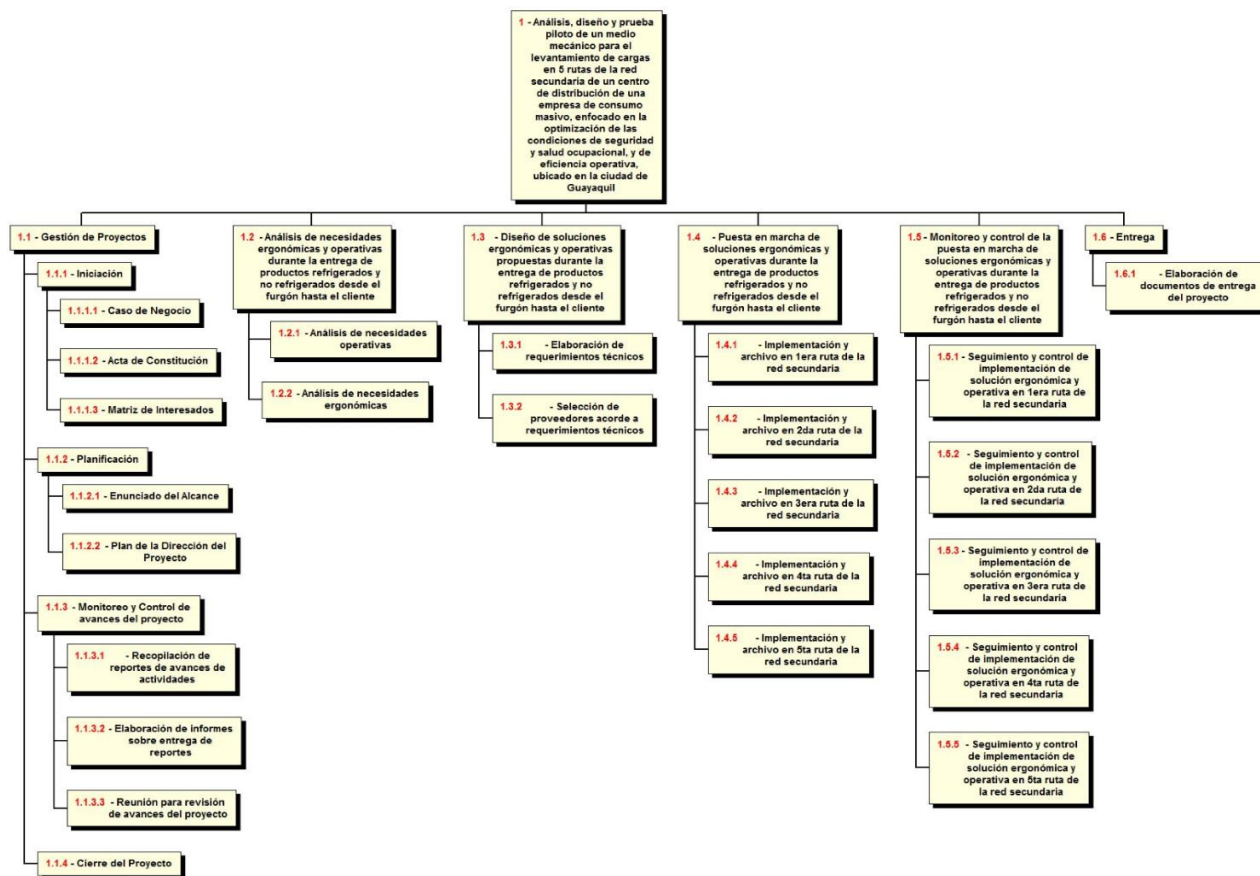 1 - Análisis, diseño y prueba
piloto de un medio
mecánico para el
levantamiento de cargas
en 5 rutas de la red
secundaria de un centro
de distribución de una
empresa de consumo
masivo, enfocado en la
optimización de las
condiciones de seguridad
y salud ocupacional, y de
eficiencia operativa,
ubicado en la ciudad de
Guayaquil
1.1 - Gestión de Proyectos
1.1.1 - Iniciación
1.1.1.1 - Caso de Negocio
1.1.1.2 - Acta de Constitución
1.1.1.3 - Matriz de Interesados
1.1.2 - Planificación
1.1.2.1 - Enunciado del Alcance
1.1.2.2 - Plan de la Dirección del
Proyecto
1.1.3 - Monitoreo y Control de
avances del proyecto
1.1.3.1 - Recopilación de
reportes de avances de
actividades
1.1.3.2 - Elaboración de informes
sobre entrega de
reportes
1.1.3.3 - Reunión para revisión
de avances del proyecto
1.1.4 - Cierre del Proyecto
1.2 - Análisis de necesidades
ergonómicas y operativas
durante la entrega de
productos refrigerados y
no refrigerados desde el
furgón hasta el cliente
1.2.1 - Análisis de necesidades
operativas
1.2.2 - Análisis de necesidades
ergonómicas
1.3 - Diseño de soluciones
ergonómicas y operativas
propuestas durante la
entrega de productos
refrigerados y no
refrigerados desde el
furgón hasta el cliente
1.3.1 - Elaboración de
requerimientos técnicos
1.3.2 - Selección de
proveedores acorde a
requerimientos técnicos
1.4 - Puesta en marcha de
soluciones ergonómicas y
operativas durante la
entrega de productos
refrigerados y no
refrigerados desde el
furgón hasta el cliente
1.4.1 - Implementación y
archivo en 1era ruta de la
red secundaria
1.4.2 - Implementación y
archivo en 2da ruta de la
red secundaria
1.4.3 - Implementación y
archivo en 3era ruta de la
red secundaria
1.4.4 - Implementación y
archivo en 4ta ruta de la
red secundaria
1.4.5 - Implementación y
archivo en 5ta ruta de la
red secundaria
1.5 - Monitoreo y control de la
puesta en marcha de
soluciones ergonómicas y
operativas durante la
entrega de productos
refrigerados y no
refrigerados desde el
furgón hasta el cliente
1.5.1 - Seguimiento y control de
implementación de
solución ergonómica y
operativa en 1era ruta de
la red secundaria
1.5.2 - Seguimiento y control
de implementación de
solución ergonómica y
operativa en 2da ruta de
la red secundaria
1.5.3 - Seguimiento y control de
implementación de
solución ergonómica y
operativa en 3era ruta de
la red secundaria
1.5.4 - Seguimiento y control
de implementación de
solución ergonómica y
operativa en 4ta ruta de
la red secundaria
1.5.5 - Seguimiento y control
de implementación de
solución ergonómica y
operativa en 5ta ruta de
la red secundaria
1.6 - Entrega
1.6.1 - Elaboración de
documentos de entrega
del proyecto